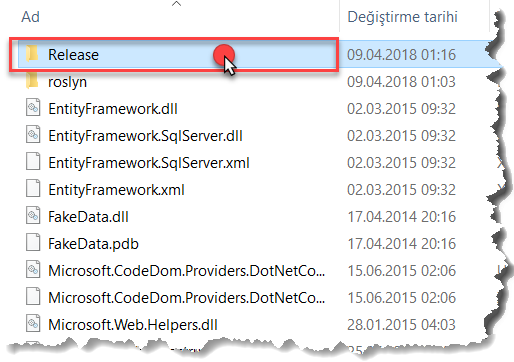 Ad Değiştirme tarihi
Release 09.04.2018 01:16
roslyn 09.04.2018 01:03
EntityFramework.dll 02.03.2015 09:32
EntityFramework.SqlServer.dll 02.03.2015 09:32
EntityFramework.SqlServer.xml 02.03.2015 09:32
EntityFramework.xml 02.03.2015 09:32
FakeData.dll 17.04.2014 20:16
FakeData.pdb 17.04.2014 20:16
Microsoft.CodeDom.Providers.DotNetCo... 15.06.2015 02:06
Microsoft.CodeDom.Providers.DotNetCo... 15.06.2015 02:06
Microsoft.Web.Helpers.dll 28.01.2015 04:03